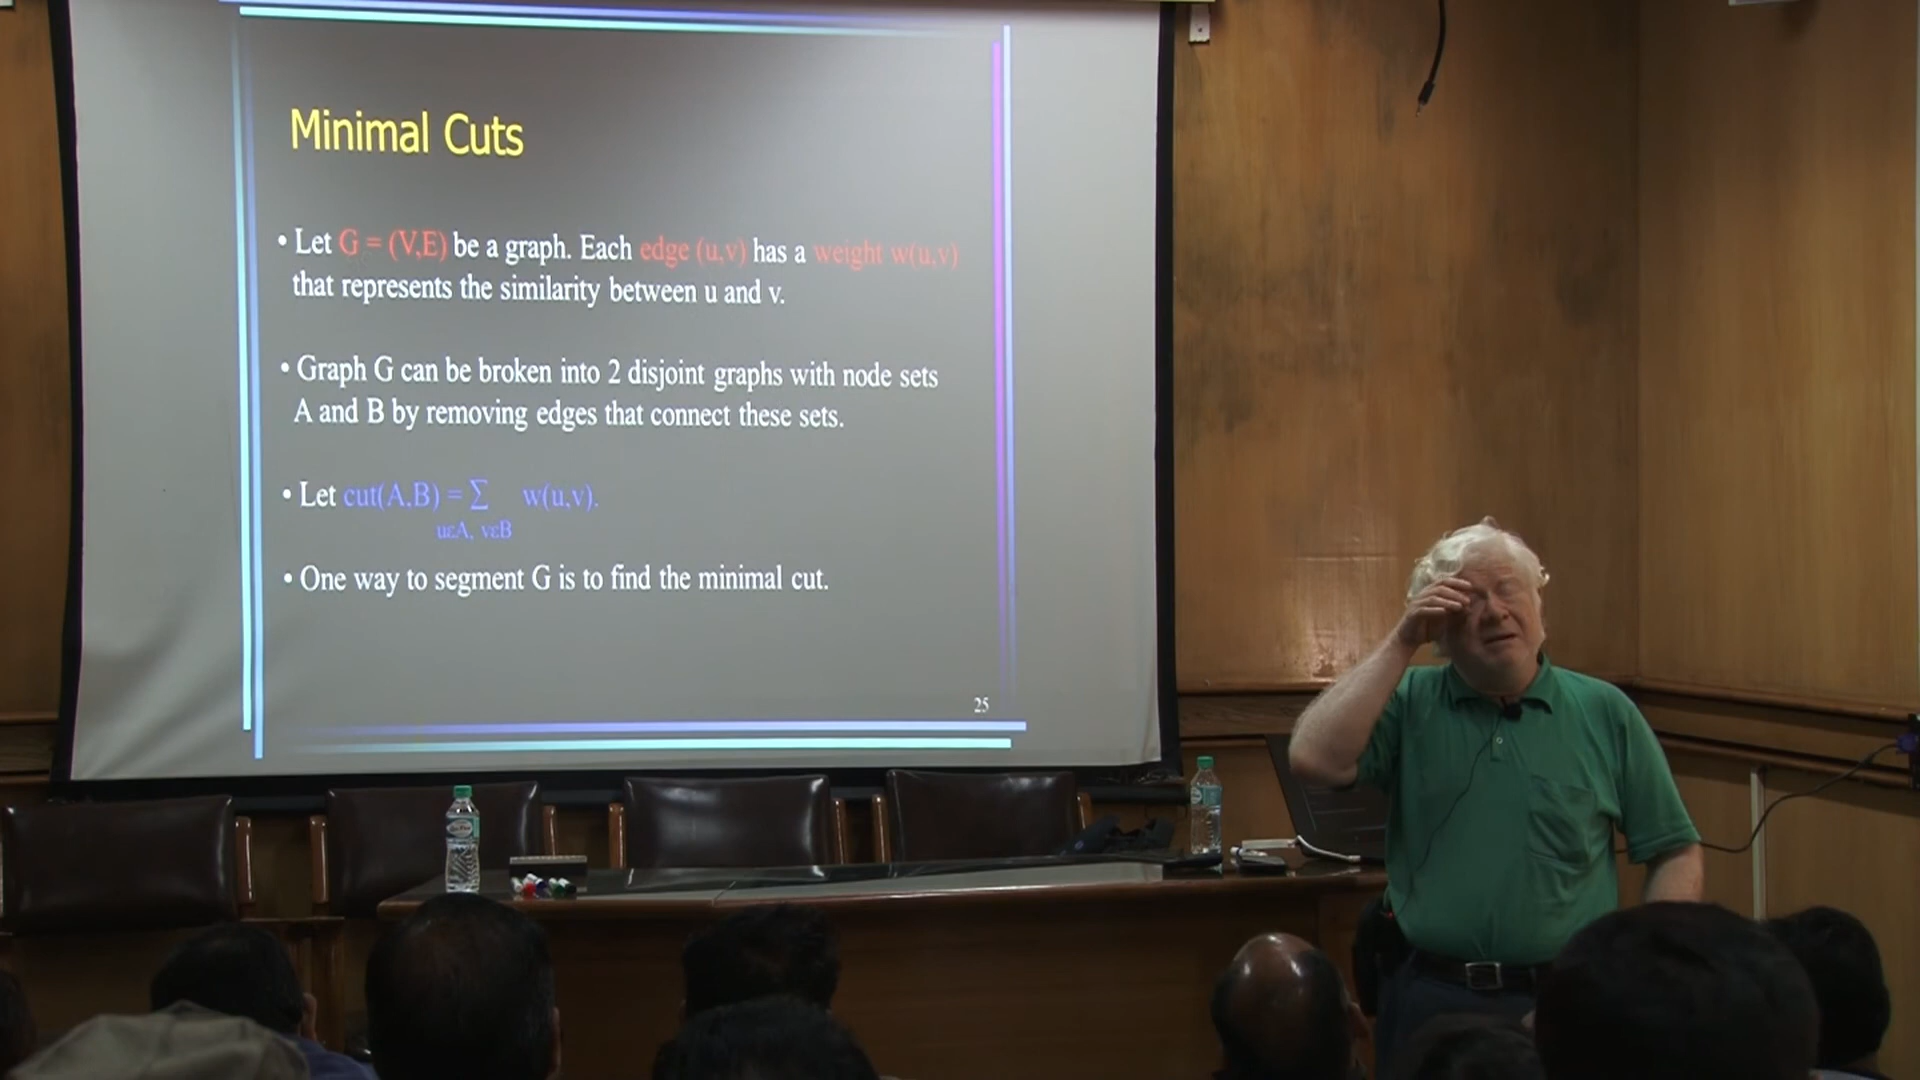 Minimal Cuts
• Let G = (V,E) be a graph. Each edge (u,v) has a weight w(u,v)
that represents the similarity between u and v.
• Graph G can be broken into 2 disjoint graphs with node sets
A and B by removing edges that connect these sets.
• Let cut(A,B) = ∑ w(u,v).
uεA, vεB
• One way to segment G is to find the minimal cut.
25